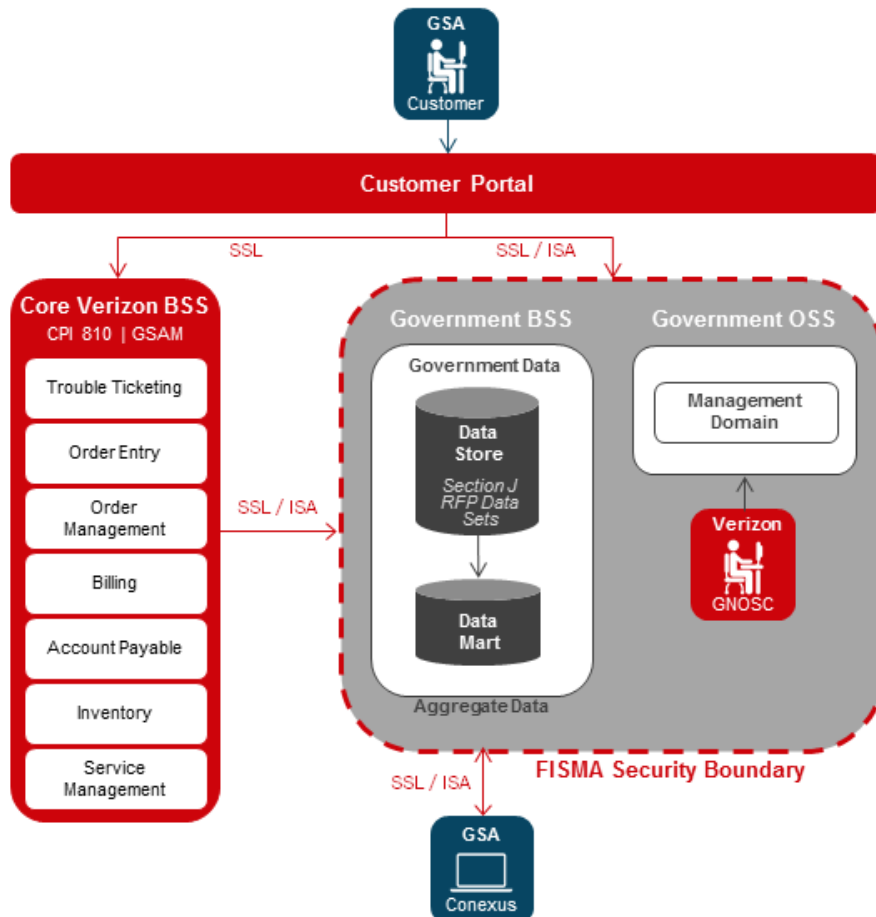 GSA
Customer
Customer Portal
SSL
SSL / ISA
Core Verizon BSS
CPI 810 | GSAM
Trouble Ticketing
Order Entry
Order
Management
Billing
Account Payable
Inventory
Service
Management
SSL / ISA
Government BSS
Government Data
Data
Store
Section J
RFP Data
Sets
Data
Mart
Aggregate Data
Government OSS
Management
Domain
Verizon
GNOSC
FISMA Security Boundary
SSL / ISA
GSA
Conexus